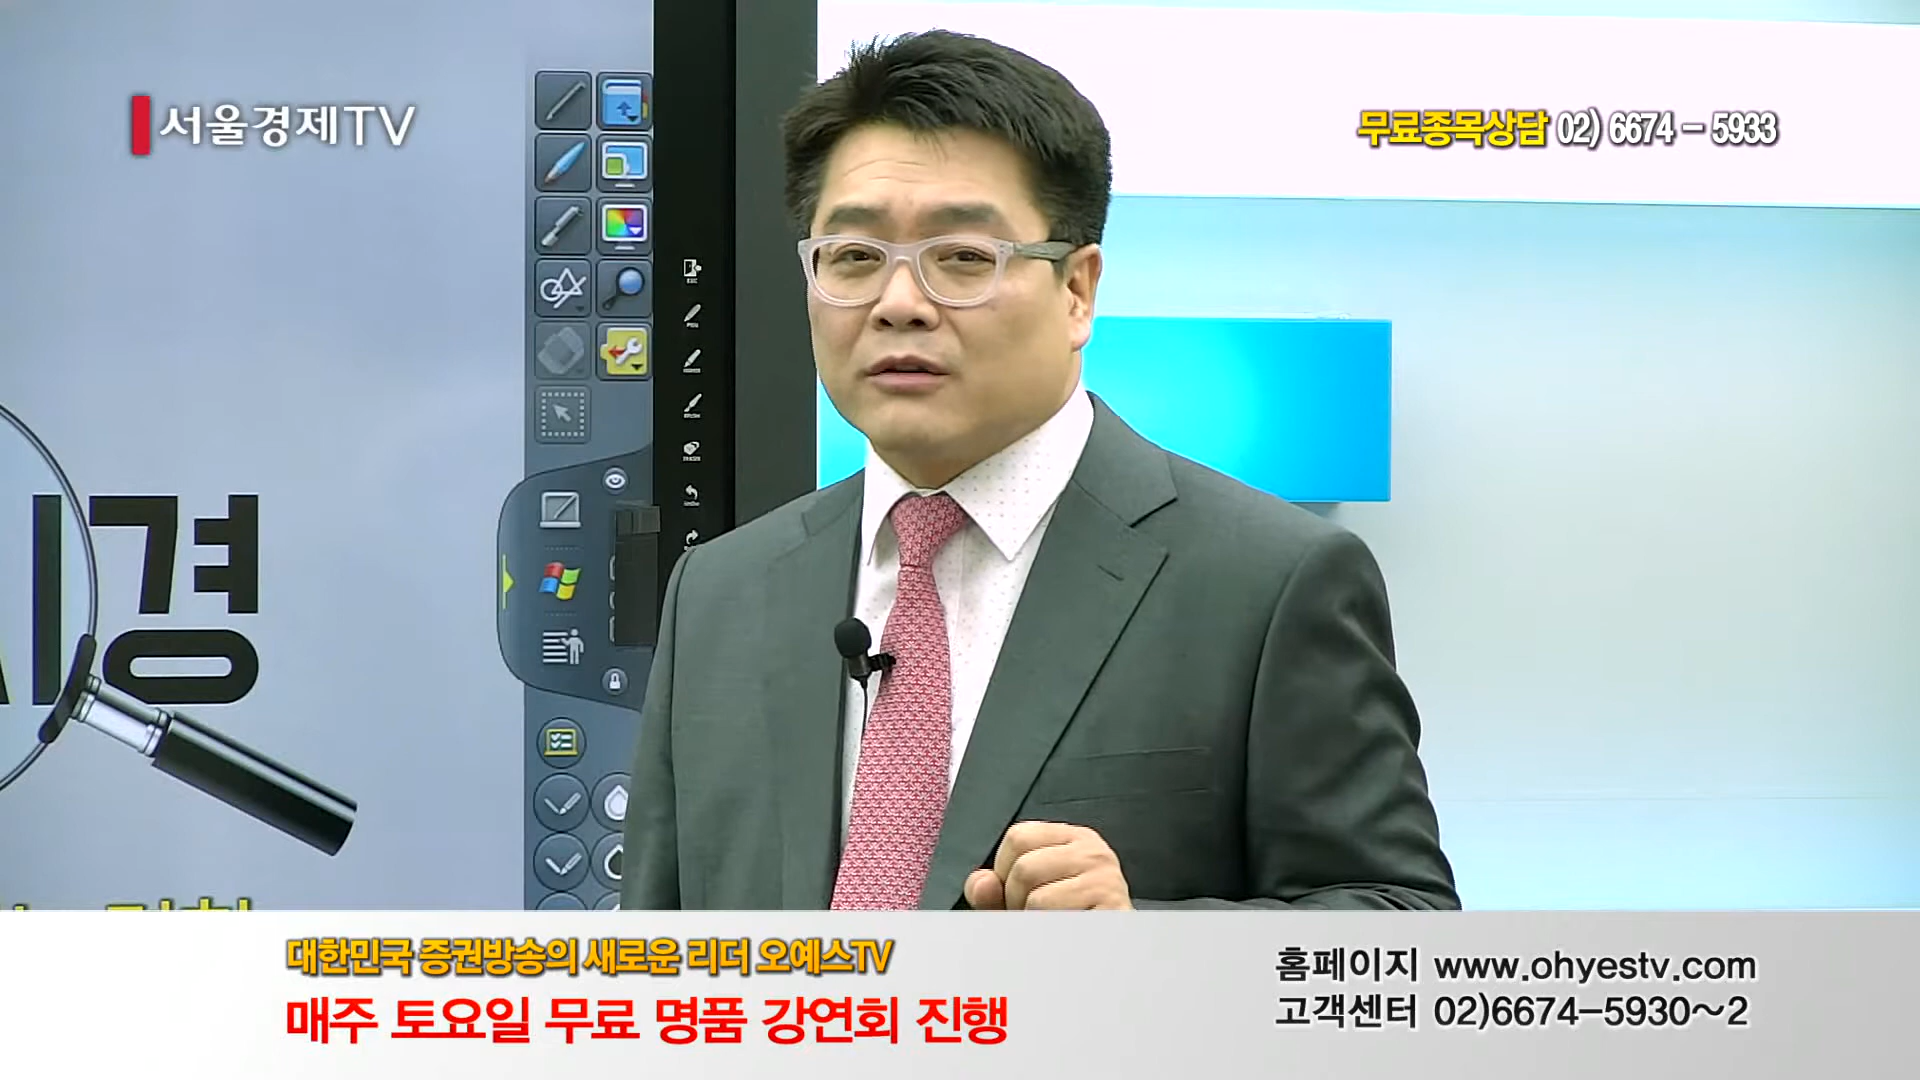 서울경제TV
무료종목상담 02) 6674 - 5933
시경
대한민국 증권방송의 새로운 리더 오예스TV
매주 토요일 무료 명품 강연회 진행
홈페이지 www.ohyestv.com
고객센터 02)6674-5930~2